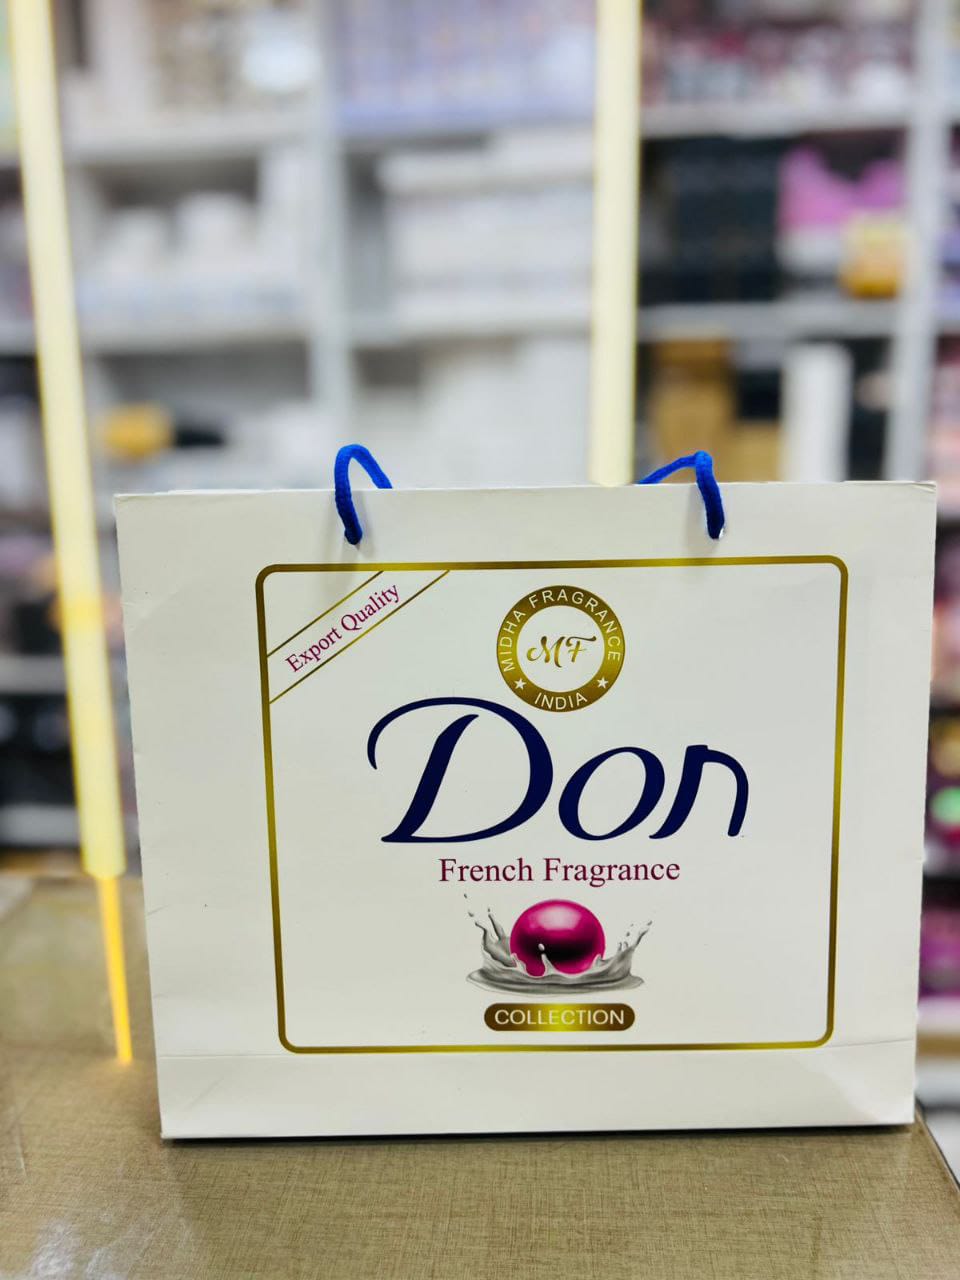 Export Quality
MIDHA FRAGRANCE
MF
INDIA
Don
French Fragrance
COLLECTION